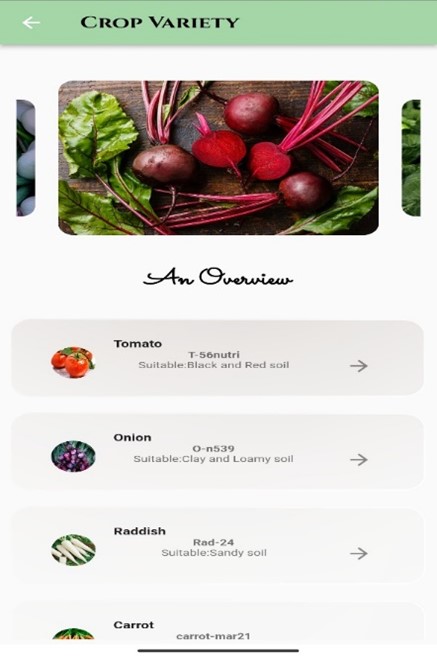 Crop Variety
An Overview
Tomato
T-56nutri
Suitable:Black and Red soil
Onion
O-n539
Suitable:Clay and Loamy soil
Raddish
Rad-24
Suitable:Sandy soil
Carrot
carrot-mar21